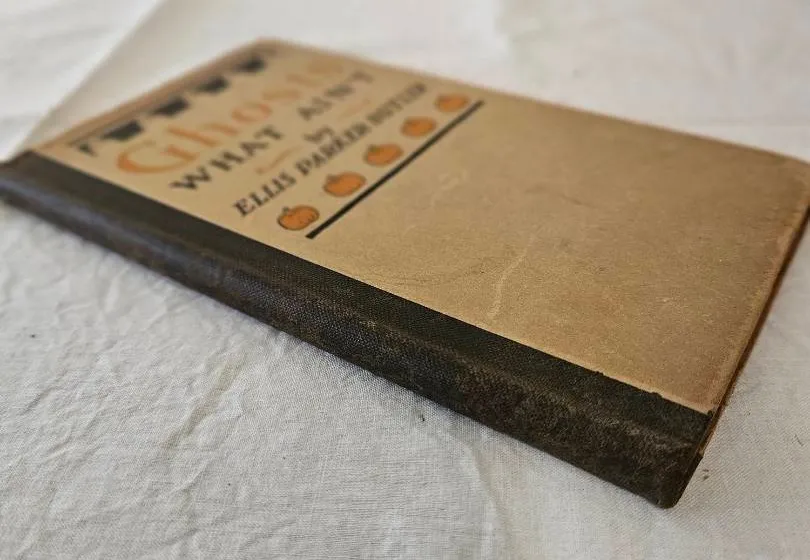 Ghosts
WHAT AIN'T
by
ELLIS PARKER BUTLER